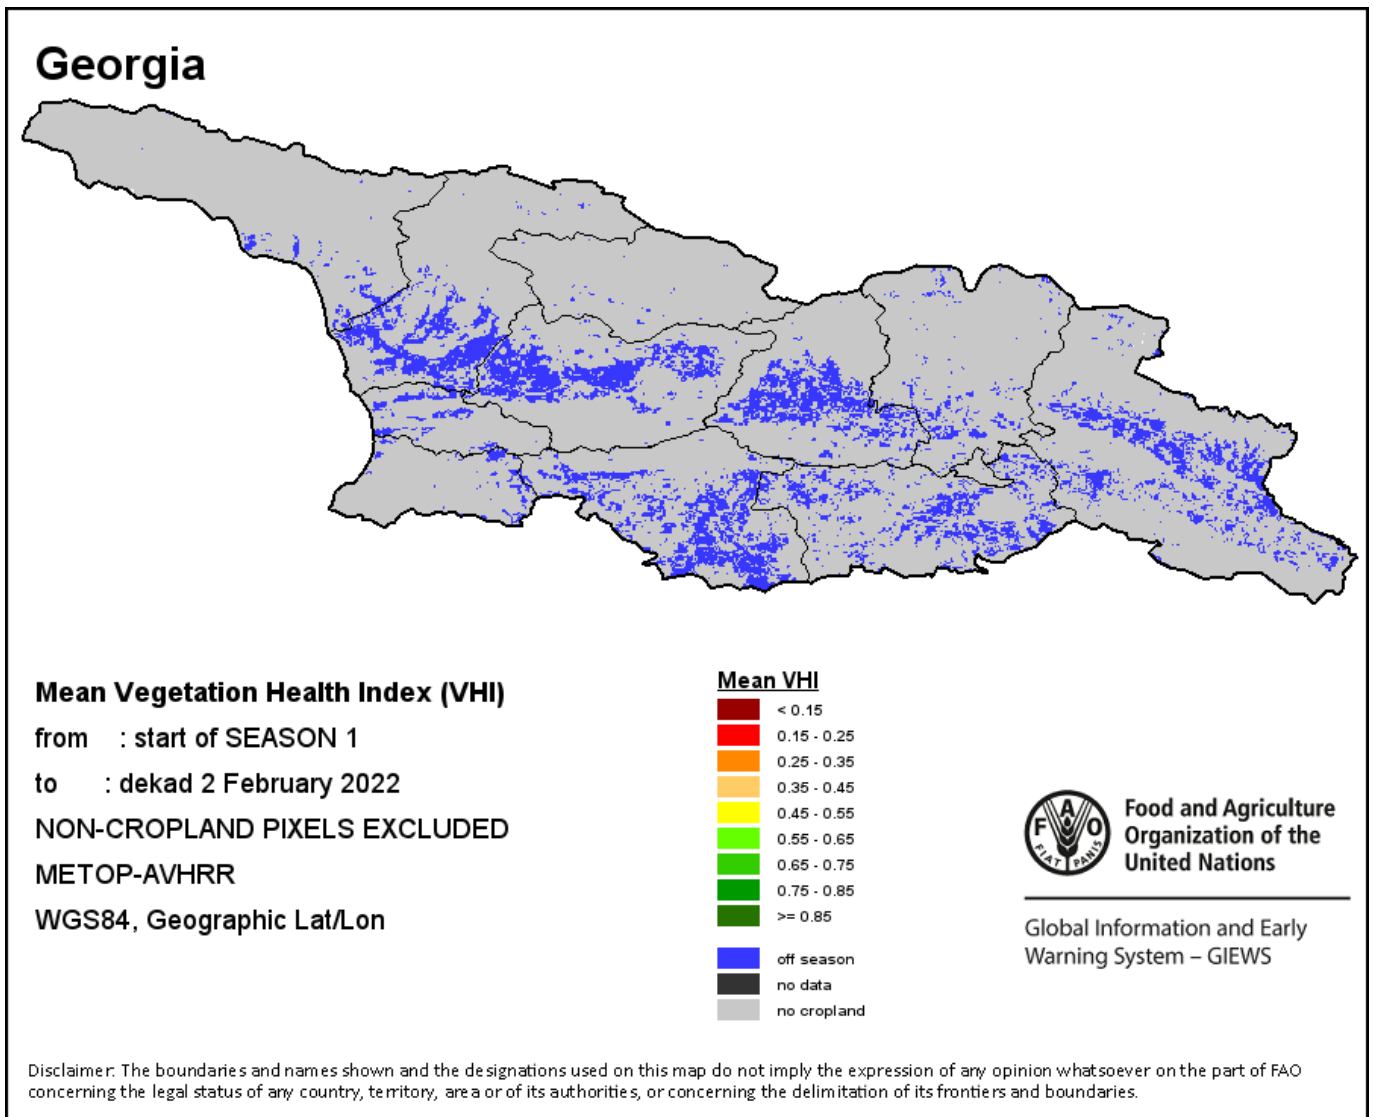 Georgia
Mean Vegetation Health Index (VHI)
from : start of SEASON 1
to : dekad 2 February 2022
NON-CROPLAND PIXELS EXCLUDED
METOP-AVHRR
WGS84, Geographic Lat/Lon
Mean VHI
< 0.15
0.15 - 0.25
0.25 - 0.35
0.35 - 0.45
0.45 - 0.55
0.55 - 0.65
0.65 - 0.75
0.75 - 0.85
>= 0.85
off season
no data
no cropland
F A O
FIAT PANIS
Food and Agriculture
Organization of the
United Nations
Global Information and Early
Warning System – GIEWS
Disclaimer: The boundaries and names shown and the designations used on this map do not imply the expression of any opinion whatsoever on the part of FAO
concerning the legal status of any country, territory, area or of its authorities, or concerning the delimitation of its frontiers and boundaries.